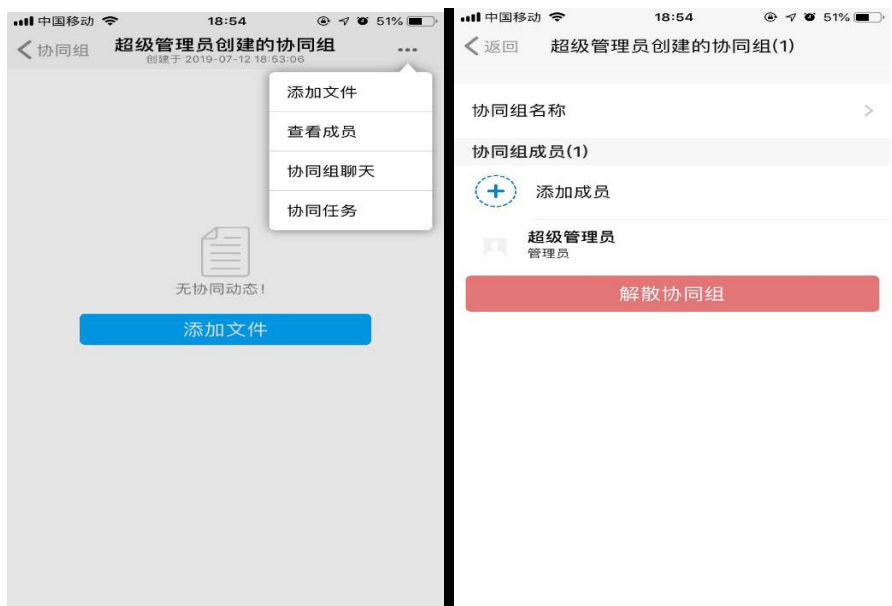 中国移动 18:54 51%
协同组 超级管理员创建的协同组
创建于 2019-07-12 18:53:06
添加文件
查看成员
协同组聊天
协同任务
无协同动态!
添加文件
中国移动 18:54 51%
返回 超级管理员创建的协同组(1)
协同组名称
协同组成员(1)
添加成员
超级管理员
管理员
解散协同组